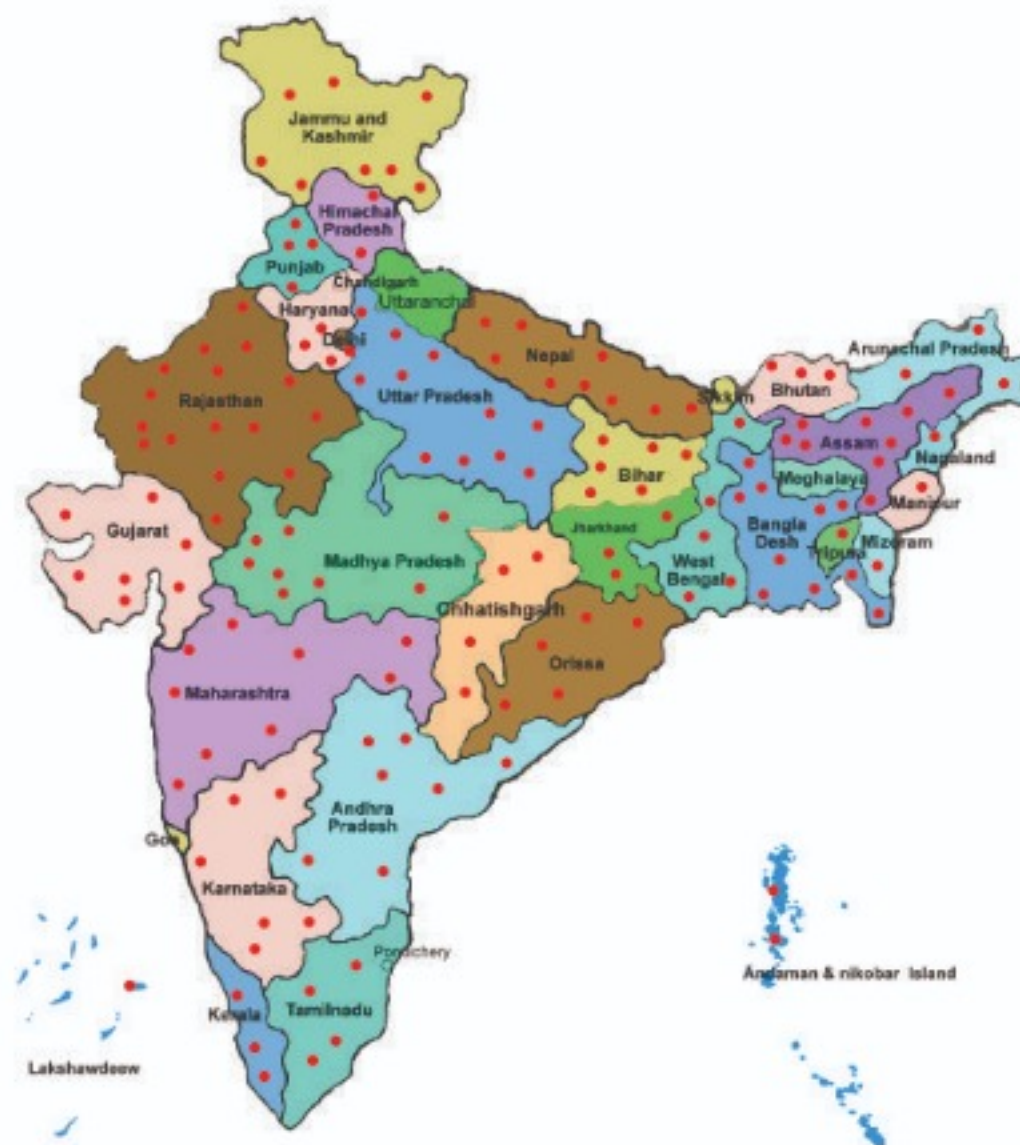 Jammu and
Kashmir
Himachal
Pradesh
Punjab
Chandigarh
Uttaranchal
Haryana
Delhi
Nepal
Arunachal Pradesh
Sikkim
Bhutan
Rajasthan
Uttar Pradesh
Assam
Nagaland
Bihar
Moghalaya
Manipur
Gujarat
Jharkhand
Bangla
Desh
Tripura
Mizoram
Madhya Pradesh
West
Bengal
Chhatishgarh
Orissa
Maharashtra
Andhra
Pradesh
Goa
Karnataka
Pondichery
Andaman & nikobar Island
Kerala
Tamilnadu
Lakshawdeew